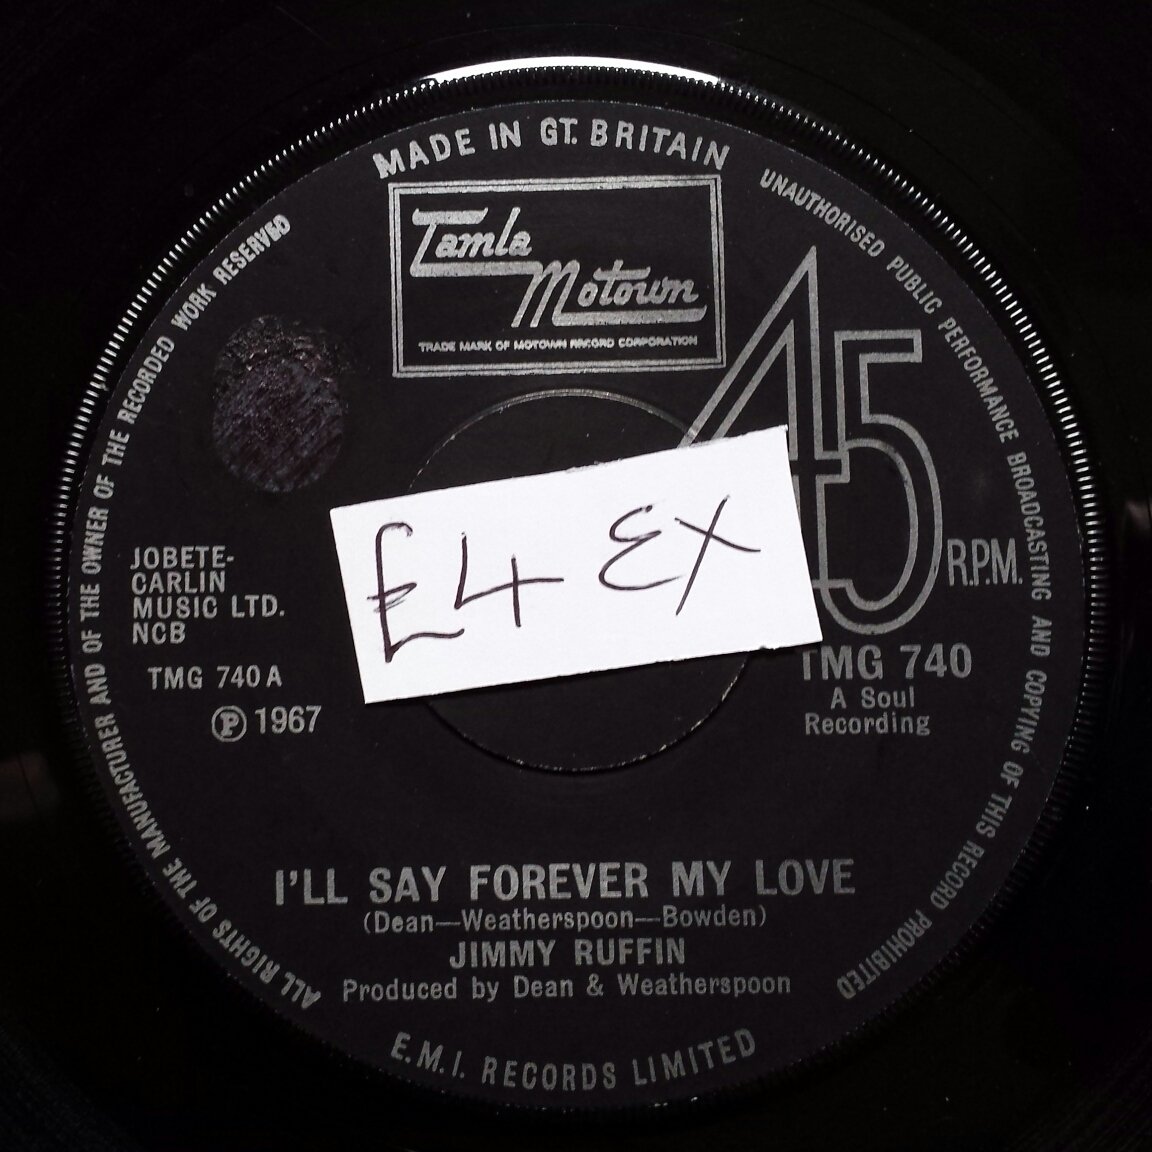 MADE IN GT. BRITAIN
Tamla
Motown
TRADE MARK OF MOTOWN RECORD CORPORATION
UNAUTHORISED PUBLIC PERFORMANCE BROADCASTING AND COPYING OF THIS RECORD PROHIBITED
ALL RIGHTS OF THE MANUFACTURER AND OF THE OWNER OF THE RECORDED WORK RESERVED
45
R.P.M.
£4 EX
JOBETE-
CARLIN
MUSIC LTD.
NCB
TMG 740 A
Ⓟ 1967
TMG 740
A Soul
Recording
I'LL SAY FOREVER MY LOVE
(Dean—Weatherspoon—Bowden)
JIMMY RUFFIN
Produced by Dean & Weatherspoon
E.M.I. RECORDS LIMITED